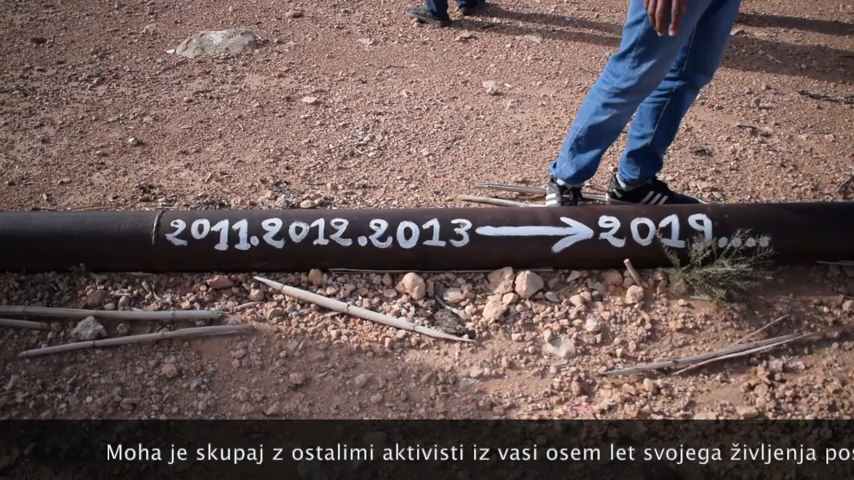 2011.2012.2013→2019....
Moha je skupaj z ostalimi aktivisti iz vasi osem let svojega življenja